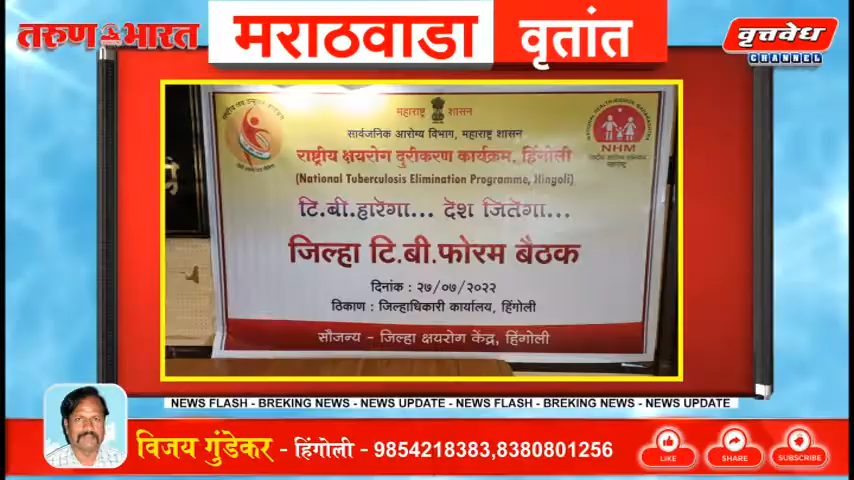 तरुण भारत
मराठवाडा वृतांत
वृत्तवेध
CHANNEL
महाराष्ट्र शासन
सार्वजनिक आरोग्य विभाग, महाराष्ट्र शासन
राष्ट्रीय क्षयरोग दुरीकरण कार्यक्रम, हिंगोली
(National Tuberculosis Elimination Programme, Hingoli)
NHM
टि.बी.हारेगा... देश जितेगा...
जिल्हा टि.बी.फोरम बैठक
दिनांक : २७/०७/२०२२
ठिकाण : जिल्हाधिकारी कार्यालय, हिंगोली
सौजन्य - जिल्हा क्षयरोग केंद्र, हिंगोली
NEWS FLASH - BREKING NEWS - NEWS UPDATE - NEWS FLASH - BREKING NEWS - NEWS UPDATE
विजय गुंडेकर - हिंगोली - 9854218383,8380801256
LIKE
SHARE
SUBSCRIBE